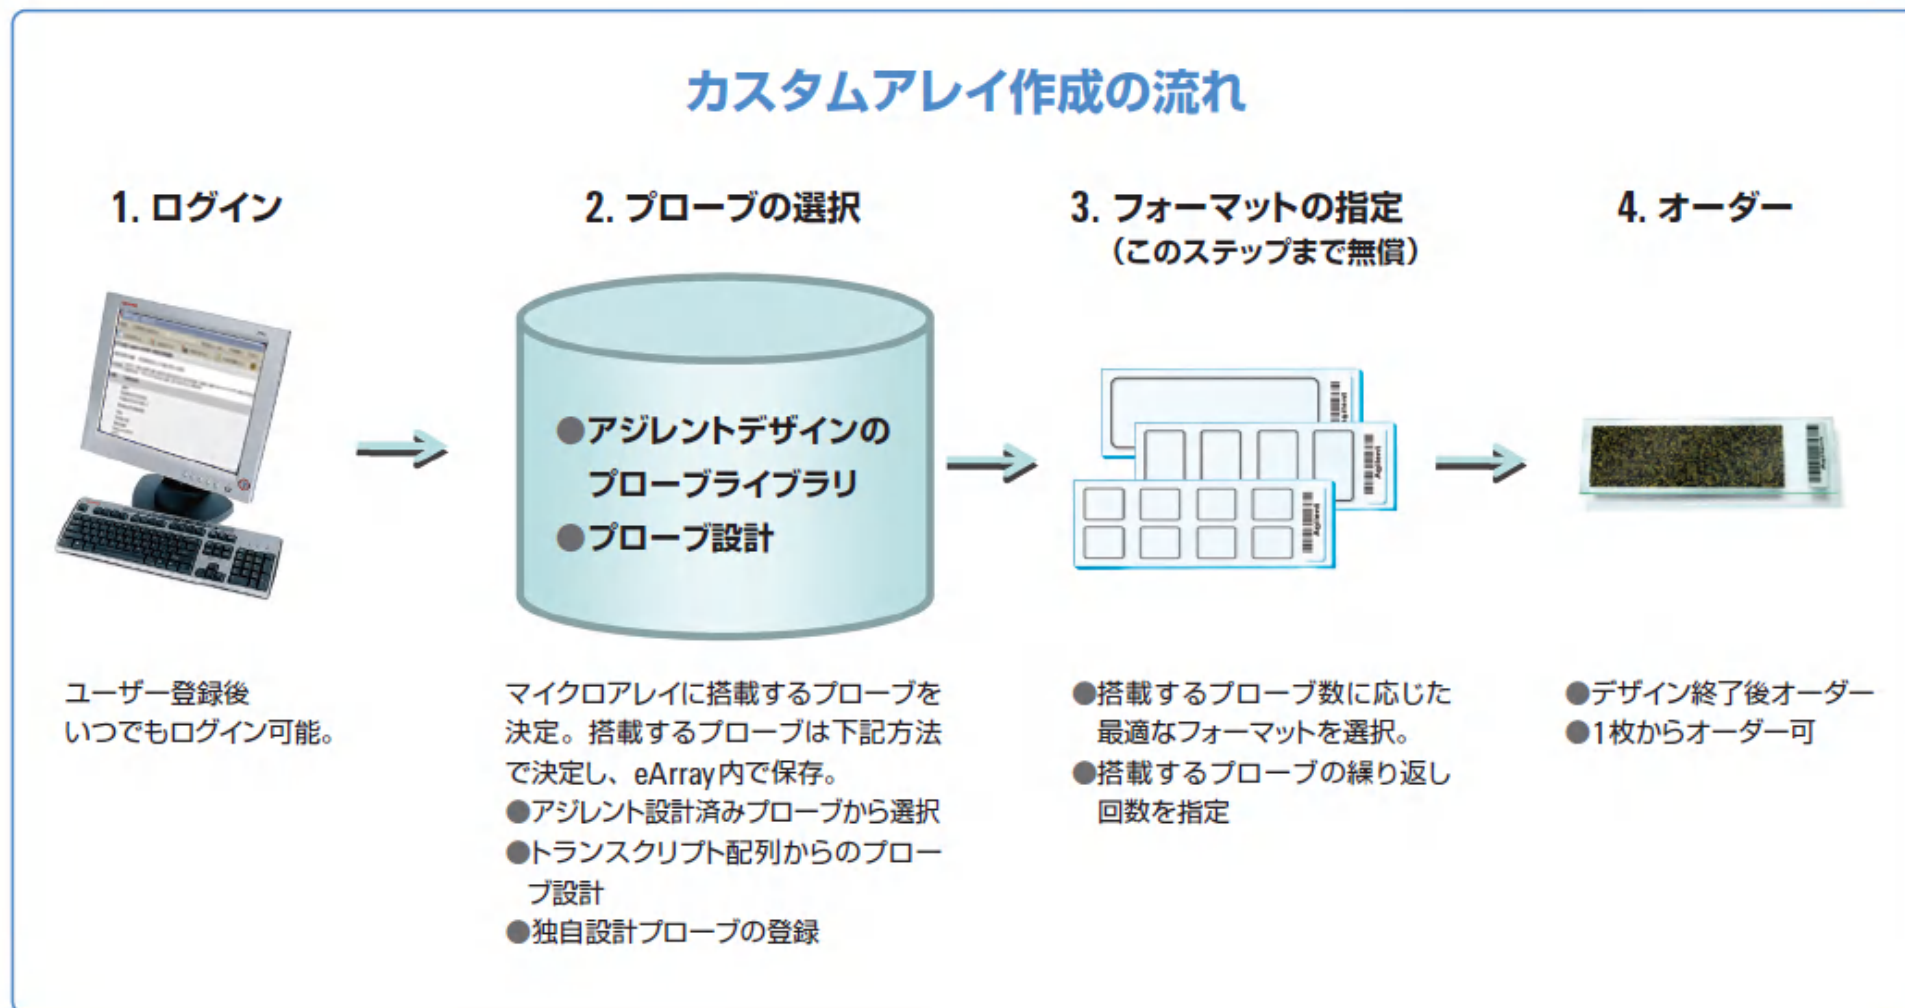 カスタムアレイ作成の流れ
1. ログイン
ユーザー登録後
いつでもログイン可能。
2. プローブの選択
●アジレントデザインの
プローブライブラリ
●プローブ設計
マイクロアレイに搭載するプローブを
決定。搭載するプローブは下記方法
で決定し、eArray内で保存。
●アジレント設計済みプローブから選択
●トランスクリプト配列からのプロー
ブ設計
●独自設計プローブの登録
3. フォーマットの指定
（このステップまで無償）
Agilent
Agilent
Agilent
●搭載するプローブ数に応じた
最適なフォーマットを選択。
●搭載するプローブの繰り返し
回数を指定
4. オーダー
Agilent
●デザイン終了後オーダー
●1枚からオーダー可